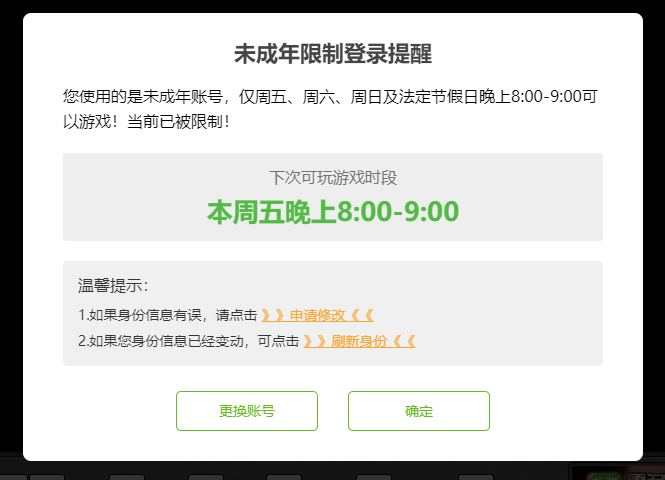 未成年限制登录提醒
您使用的是未成年账号，仅周五、周六、周日及法定节假日晚上8:00-9:00可
以游戏！当前已被限制！
下次可玩游戏时段
本周五晚上8:00-9:00
温馨提示：
1.如果身份信息有误，请点击 》》申请修改《《
2.如果您身份信息已经变动，可点击 》》刷新身份《《
更换账号
确定